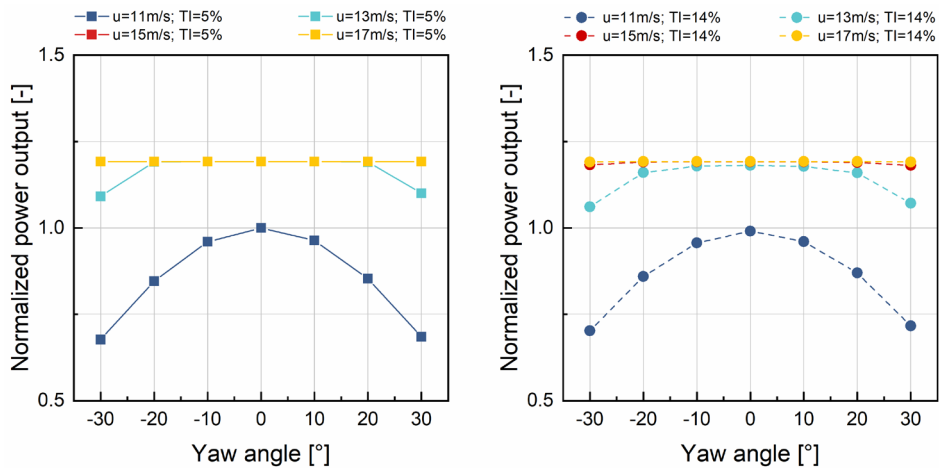 u=11m/s; TI=5%
u=13m/s; TI=5%
u=15m/s; TI=5%
u=17m/s; TI=5%
Normalized power output [-]
1.5
1.0
0.5
-30 -20 -10 0 10 20 30
Yaw angle [°]
u=11m/s; TI=14%
u=13m/s; TI=14%
u=15m/s; TI=14%
u=17m/s; TI=14%
Normalized power output [-]
1.5
1.0
0.5
-30 -20 -10 0 10 20 30
Yaw angle [°]